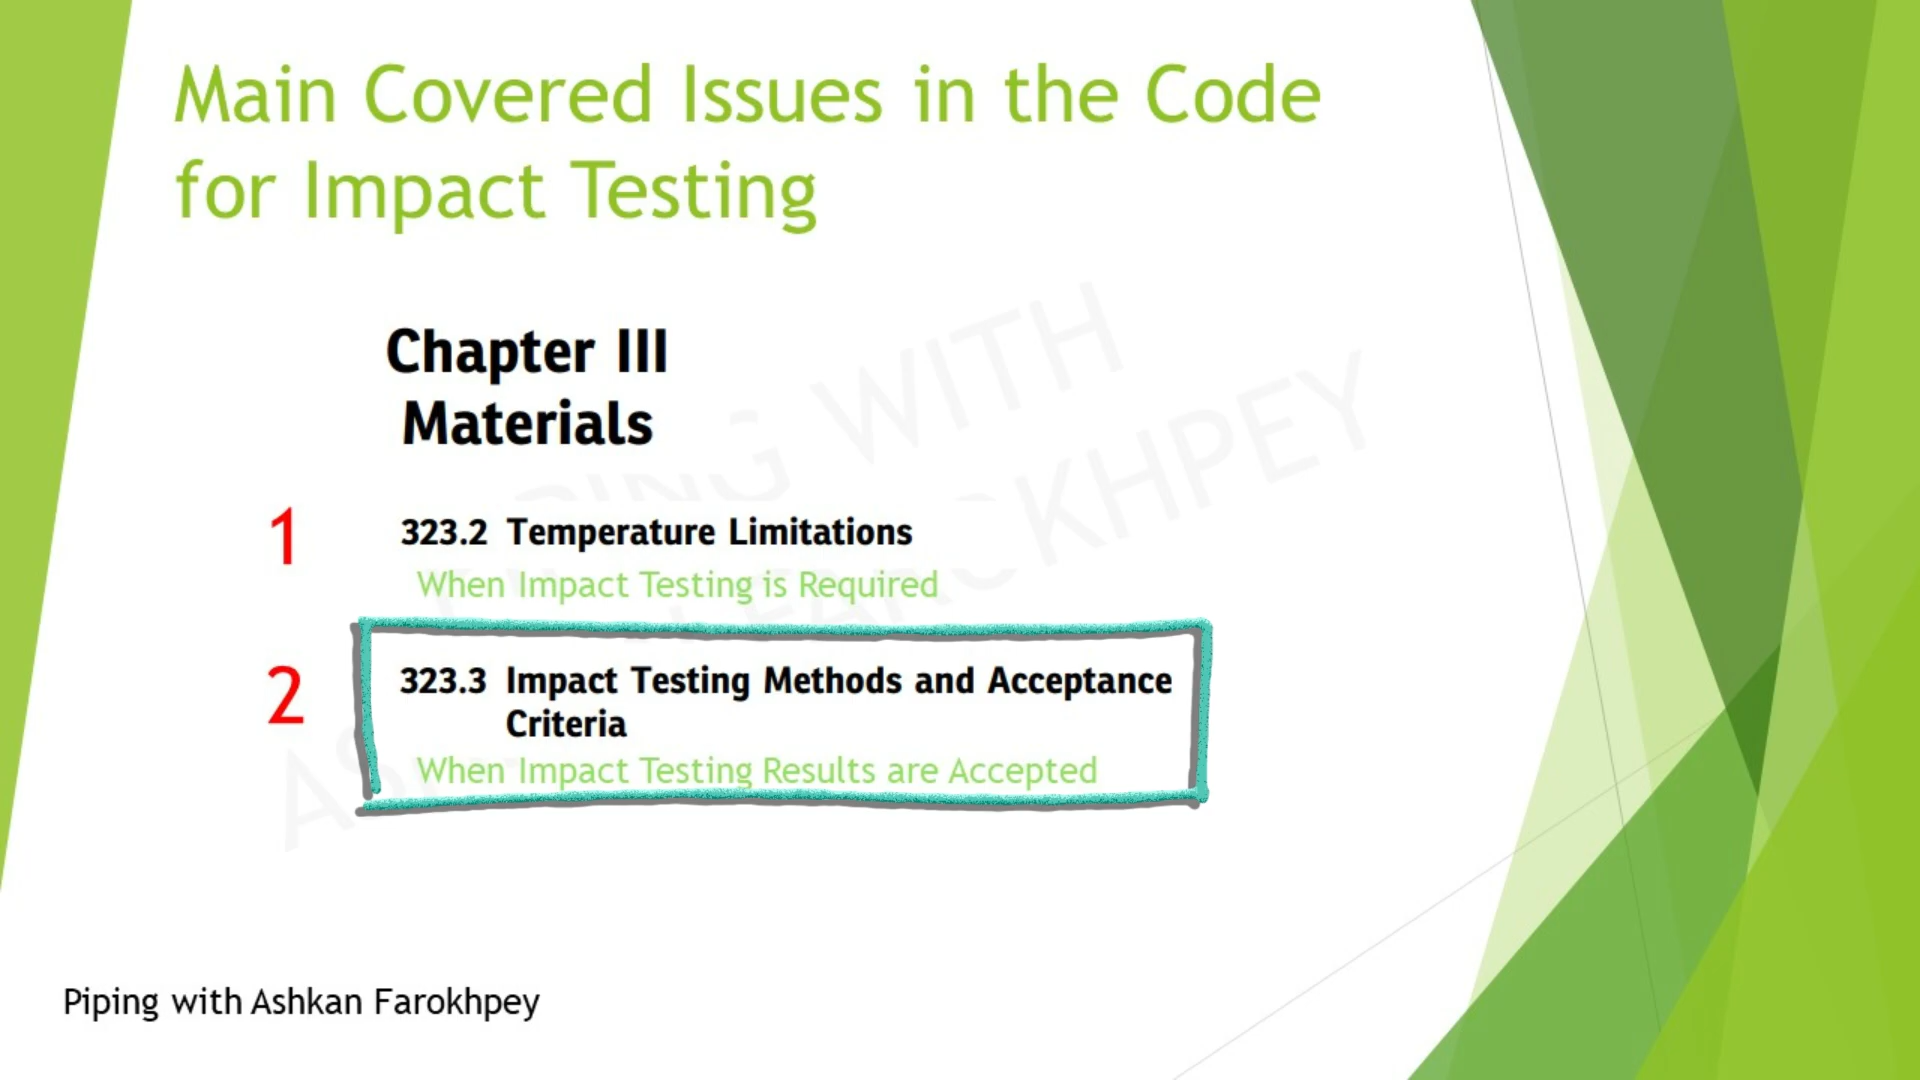 Main Covered Issues in the Code
for Impact Testing
Chapter III
Materials
1
323.2 Temperature Limitations
When Impact Testing is Required
2
323.3 Impact Testing Methods and Acceptance
Criteria
When Impact Testing Results are Accepted
Piping with Ashkan Farokhpey